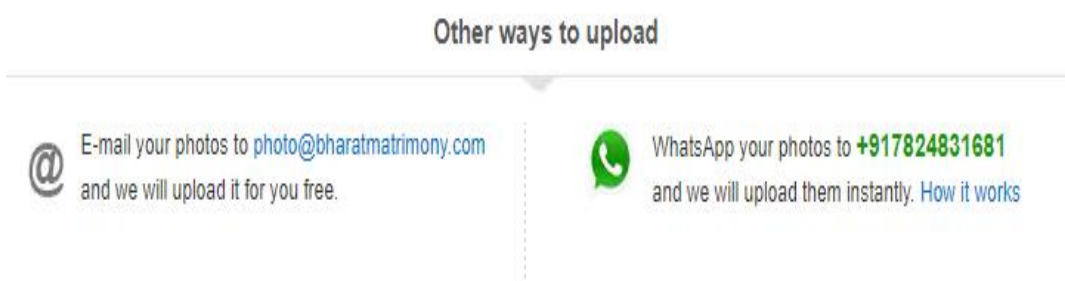 Other ways to upload
@
E-mail your photos to photo@bharatmatrimony.com
and we will upload it for you free.
WhatsApp your photos to +917824831681
and we will upload them instantly. How it works